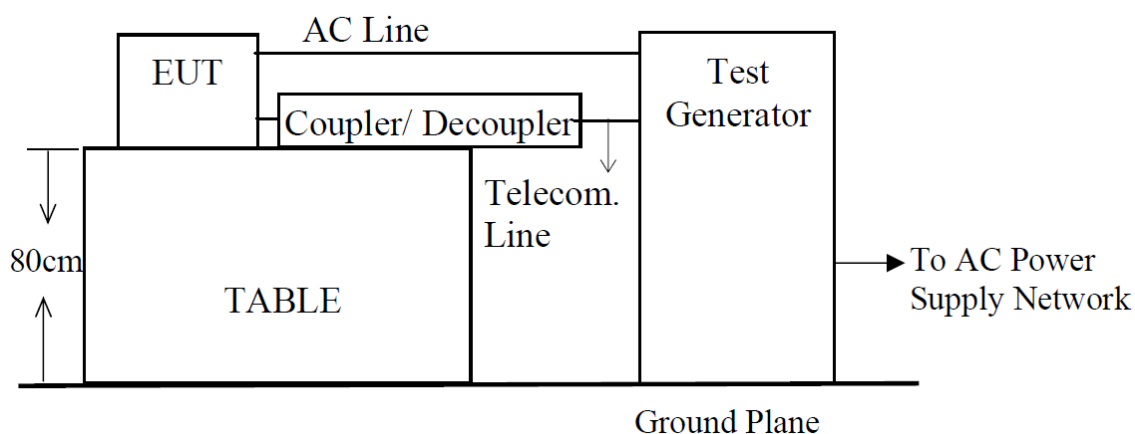 AC Line
EUT
Test
Generator
Coupler/ Decoupler
Telecom.
Line
80cm
To AC Power
Supply Network
TABLE
Ground Plane